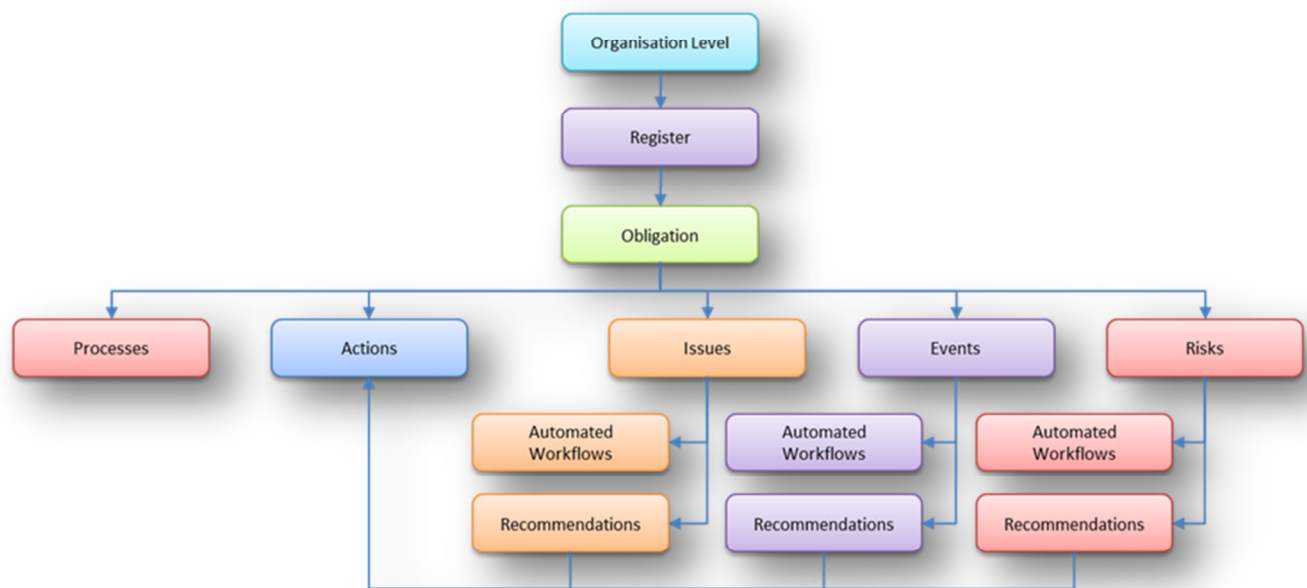 Organisation Level
Register
Obligation
Processes
Actions
Issues
Events
Risks
Automated
Workflows
Automated
Workflows
Automated
Workflows
Recommendations
Recommendations
Recommendations